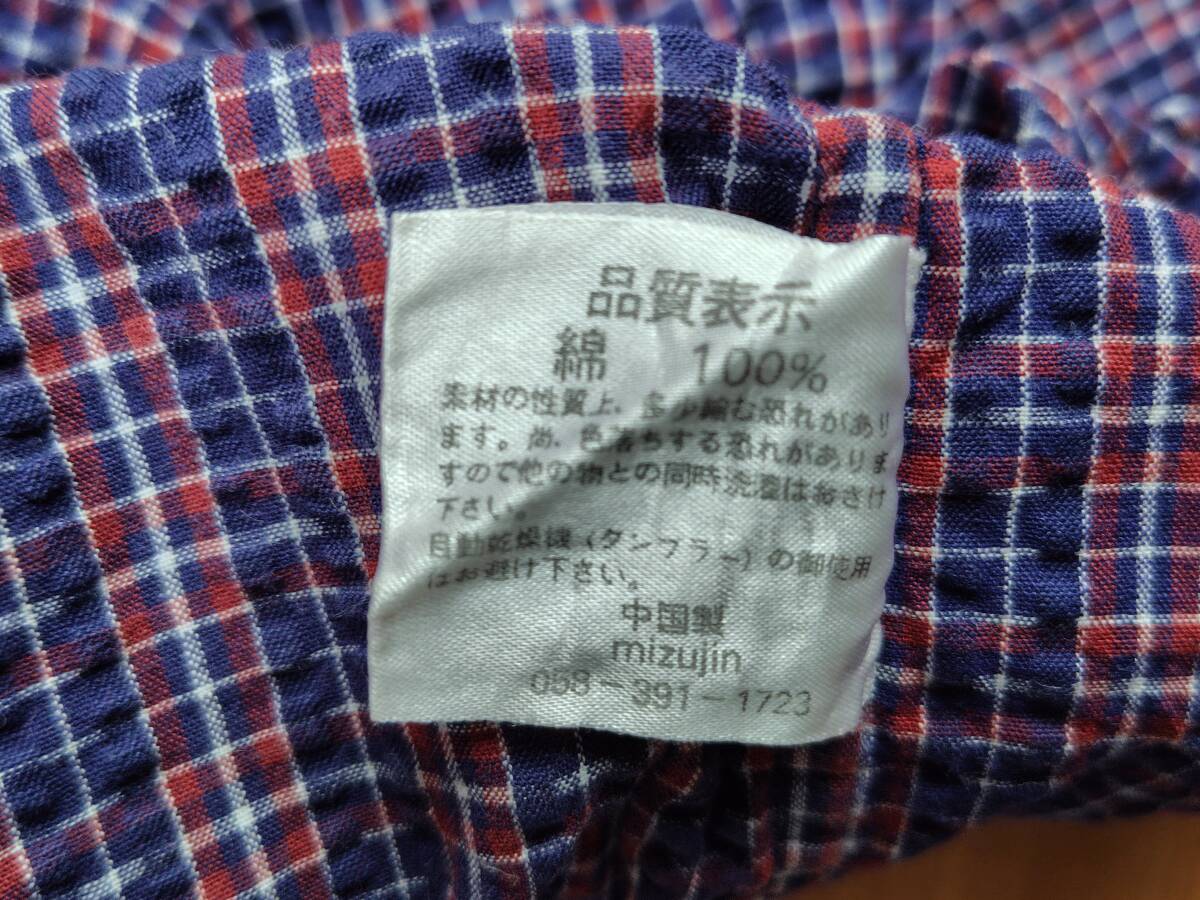 品質表示
綿 100%
素材の性質上、多少縮む恐れがあり
ます。尚、色落ちする恐れがありま
すので他の物との同時洗濯はおさけ
下さい。
自動乾燥機（タンブラー）の御使用
はお避け下さい。
中国製
mizujin
058-391-1723